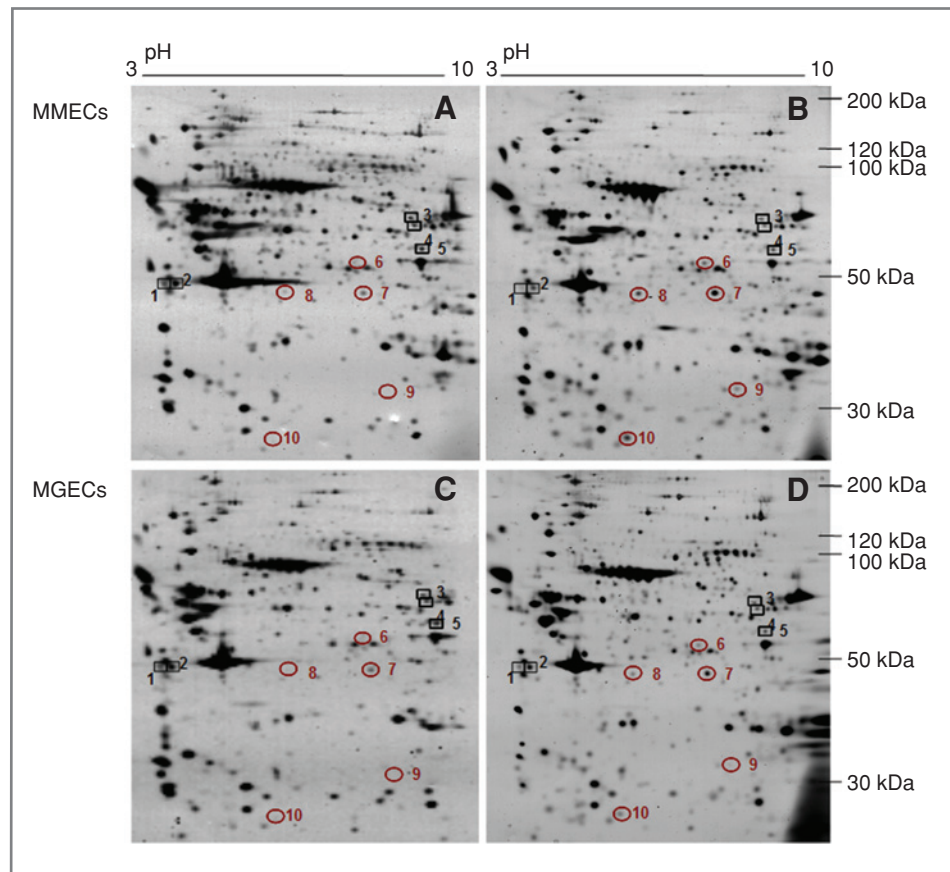 pH pH
3 10 3 10
MMECs A B 200 kDa
120 kDa
100 kDa
3 3
4 5 4 5
6 6
50 kDa
1 2 8 7 1 2 8 7
9 9
30 kDa
10 10
MGECs C D 200 kDa
120 kDa
100 kDa
3 3
4 5 4 5
6 6
50 kDa
1 2 8 7 1 2 8 7
9 9
30 kDa
10 10